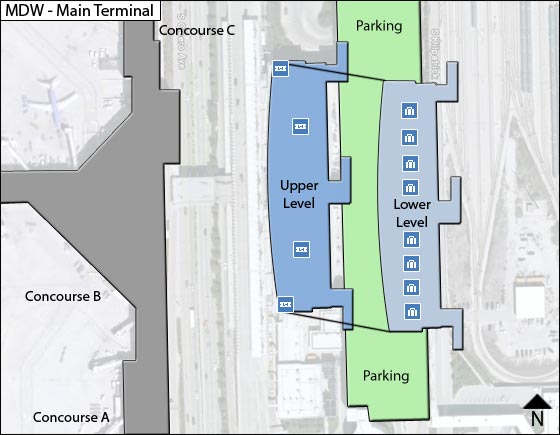 MDW - Main Terminal
Concourse C
Parking
Upper
Level
Lower
Level
Concourse B
Parking
Concourse A
N